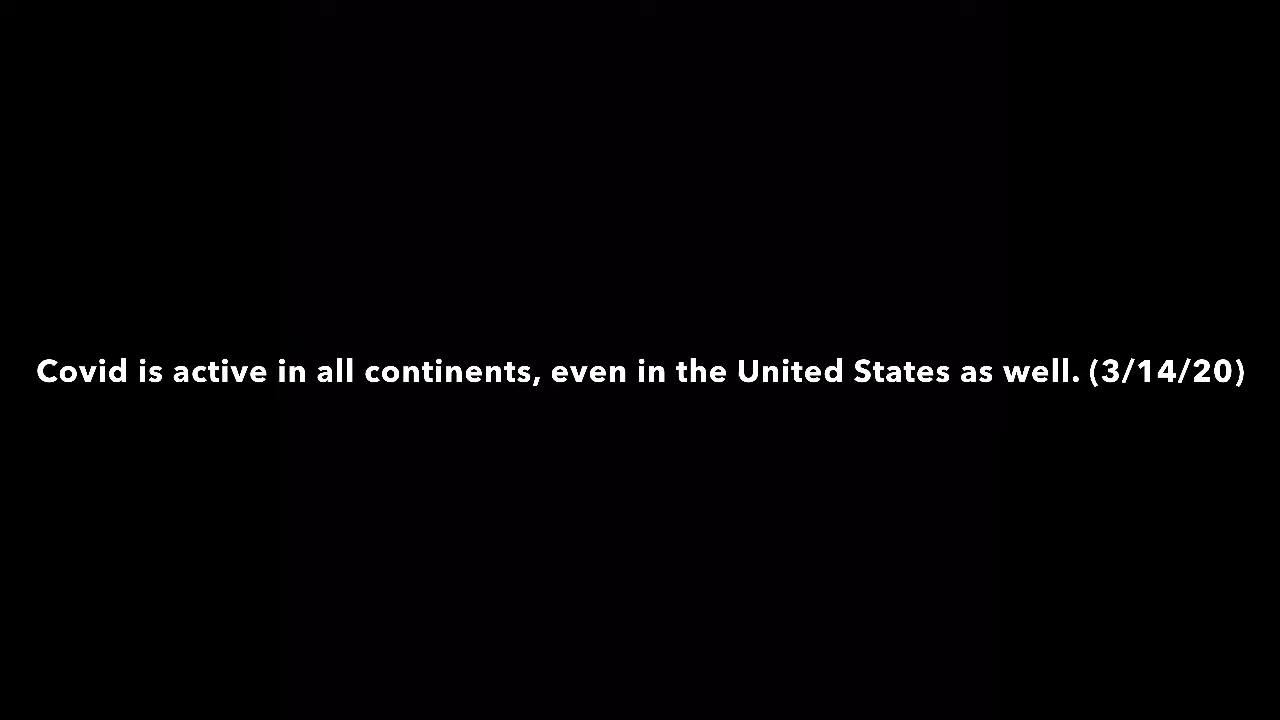 Covid is active in all continents, even in the United States as well. (3/14/20)